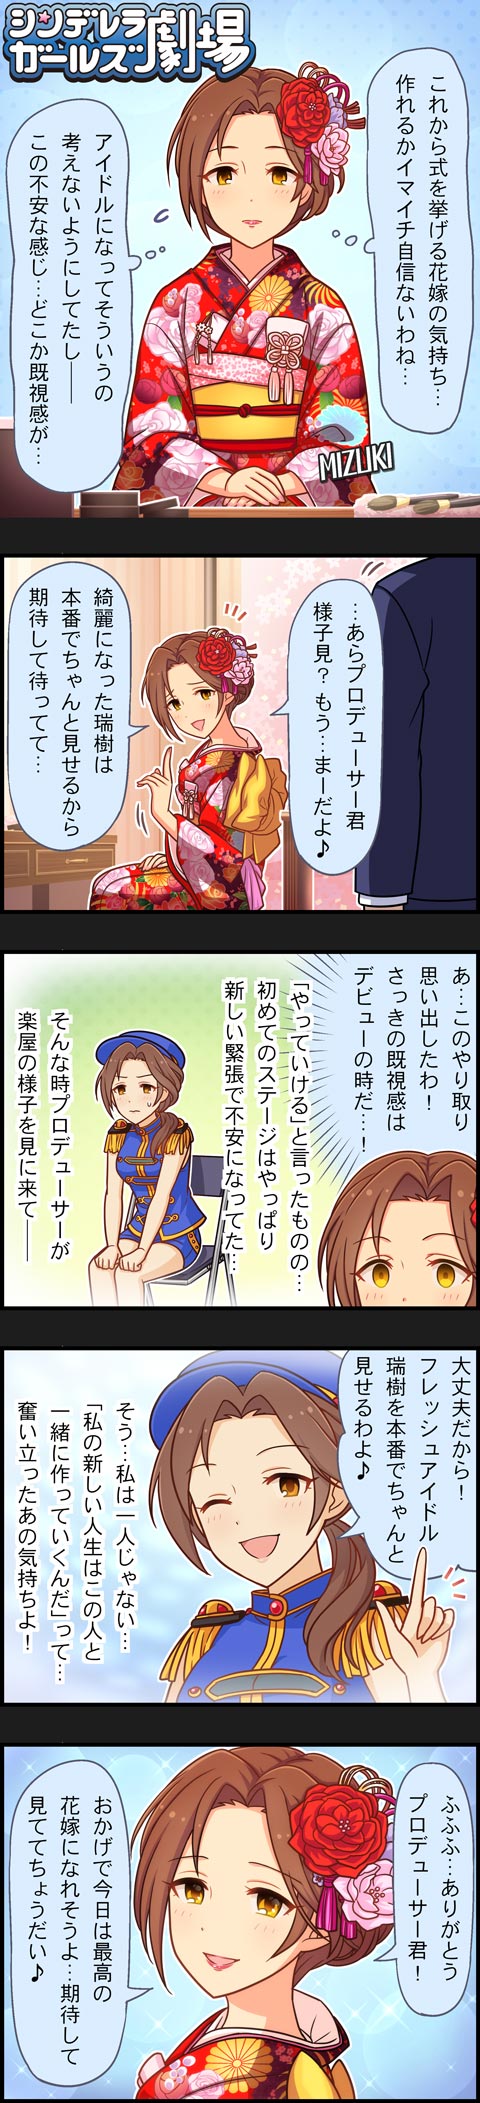 シンデレラ
ガールズ劇場
これから式を挙げる花嫁の気持ち…
作れるかイマイチ自信ないわね…
アイドルになってそういうの
考えないようにしてたし――
この不安な感じ…どこか既視感が…
MIZUKI
…あらプロデューサー君
様子見？もう…まーだだよ♪
綺麗になった瑞樹は
本番でちゃんと見せるから
期待して待ってて…
あ…このやり取り
思い出したわ！
さっきの既視感は
デビューの時だ…！
「やっていける」と言ったものの…
初めてのステージはやっぱり
新しい緊張で不安になってた…
そんな時プロデューサーが
楽屋の様子を見に来て――
大丈夫だから！
フレッシュアイドル
瑞樹を本番でちゃんと
見せるわよ♪
そう…私は一人じゃない…
「私の新しい人生はこの人と
一緒に作っていくんだ」って…
奮い立ったあの気持ちよ！
ふふふ…ありがとう
プロデューサー君！
おかげで今日は最高の
花嫁になれそうよ…期待して
見ててちょうだい♪